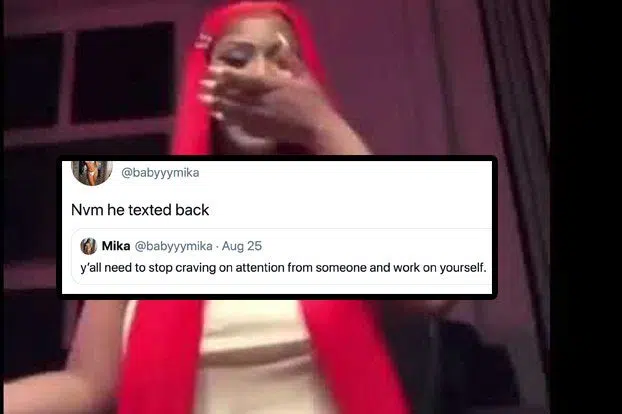 @babyyymika
Nvm he texted back
Mika @babyyymika · Aug 25
y'all need to stop craving on attention from someone and work on yourself.